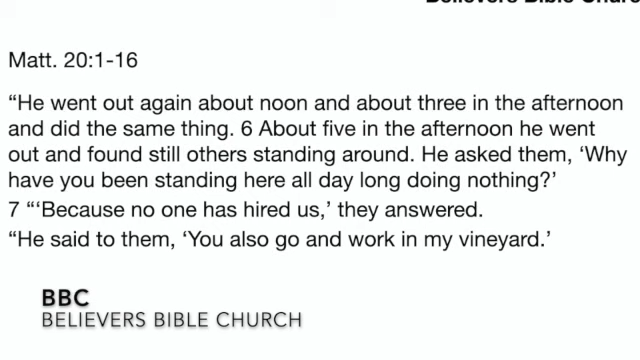 Believers Bible Church
Matt. 20:1-16
“He went out again about noon and about three in the afternoon
and did the same thing. 6 About five in the afternoon he went
out and found still others standing around. He asked them, ‘Why
have you been standing here all day long doing nothing?’
7 “‘Because no one has hired us,’ they answered.
“He said to them, ‘You also go and work in my vineyard.’
BBC
BELIEVERS BIBLE CHURCH